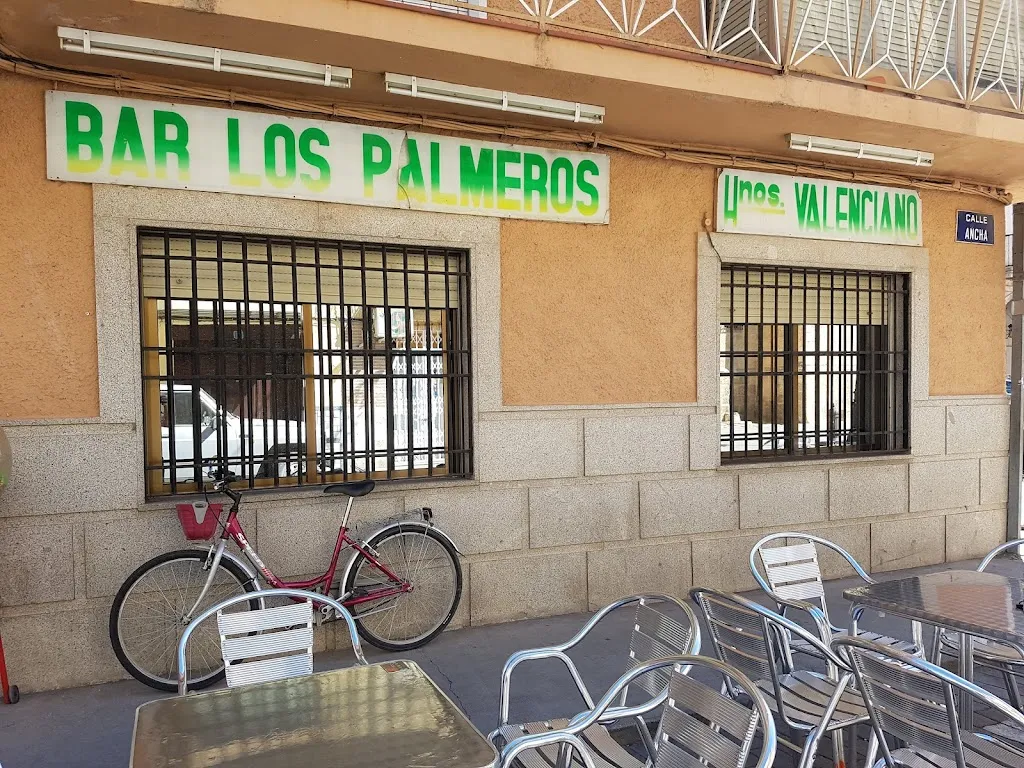 BAR LOS PALMEROS
Hnos. VALENCIANO
CALLE
ANCHA